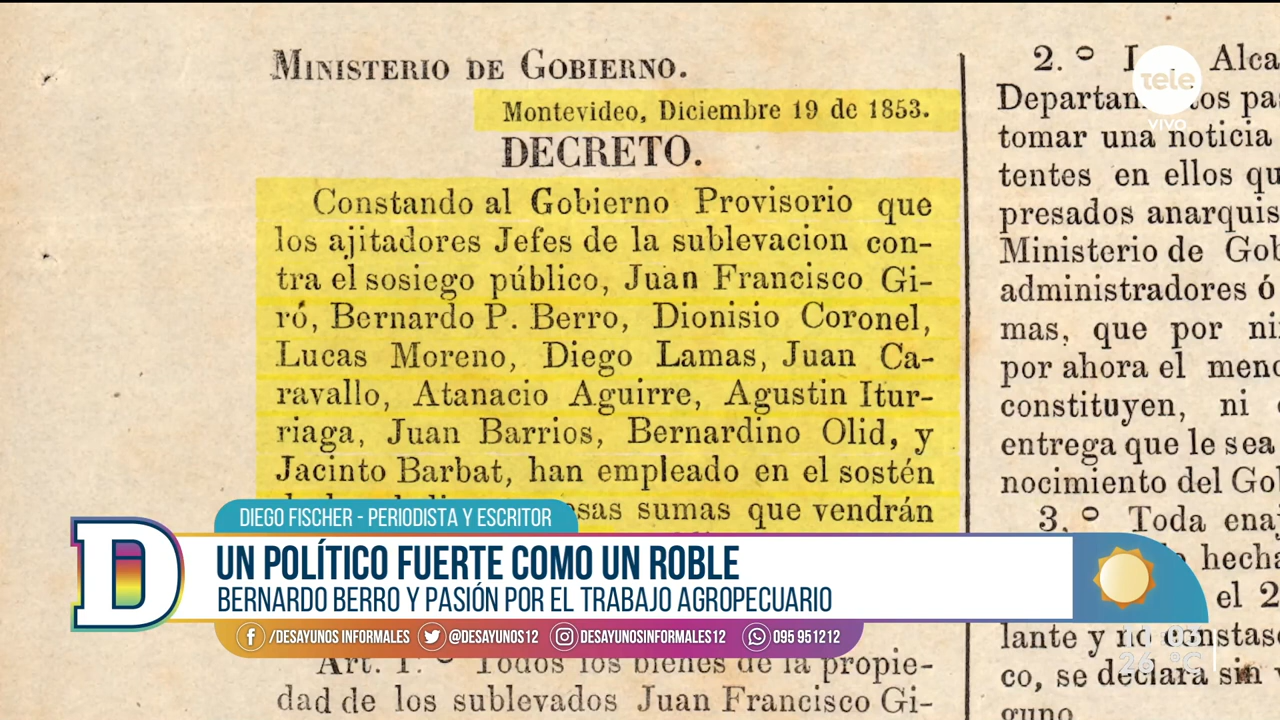 MINISTERIO DE GOBIERNO.
Montevideo, Diciembre 19 de 1853.
DECRETO.
Constando al Gobierno Provisorio que
los ajitadores Jefes de la sublevacion con-
tra el sosiego público, Juan Francisco Gi-
ró, Bernardo P. Berro, Dionisio Coronel,
Lucas Moreno, Diego Lamas, Juan Ca-
ravallo, Atanacio Aguirre, Agustin Itur-
riaga, Juan Barrios, Bernardino Olid, y
Jacinto Barbat, han empleado en el sostén
sumas que vendrán
Art. 1.º Todos los bienes de la propie-
dad de los sublevados Juan Francisco Gi-
2.º Alca
Departan tos pa
tomar una noticia
tentes en ellos qu
presados anarquis
Ministerio de Gob
administradores ó
mas, que por ni
por ahora el meno
constituyen, ni
entrega que le sea
nocimiento del Gol
3.º Toda enaj
hecha
el 2
lante y no constase
co, se declara sin
guno
tele
VIVO
DIEGO FISCHER - PERIODISTA Y ESCRITOR
D
UN POLÍTICO FUERTE COMO UN ROBLE
BERNARDO BERRO Y PASIÓN POR EL TRABAJO AGROPECUARIO
/DESAYUNOS INFORMALES @DESAYUNOS12 DESAYUNOSINFORMALES12 095 951212
26 °C